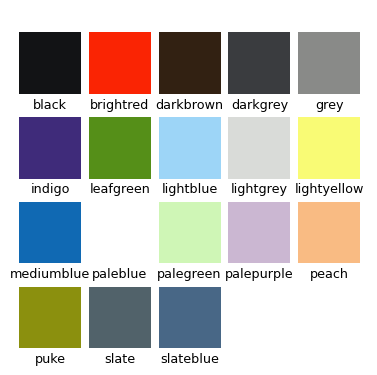 black brightred darkbrown darkgrey grey
indigo leafgreen lightblue lightgrey lightyellow
mediumblue paleblue palegreen palepurple peach
puke slate slateblue